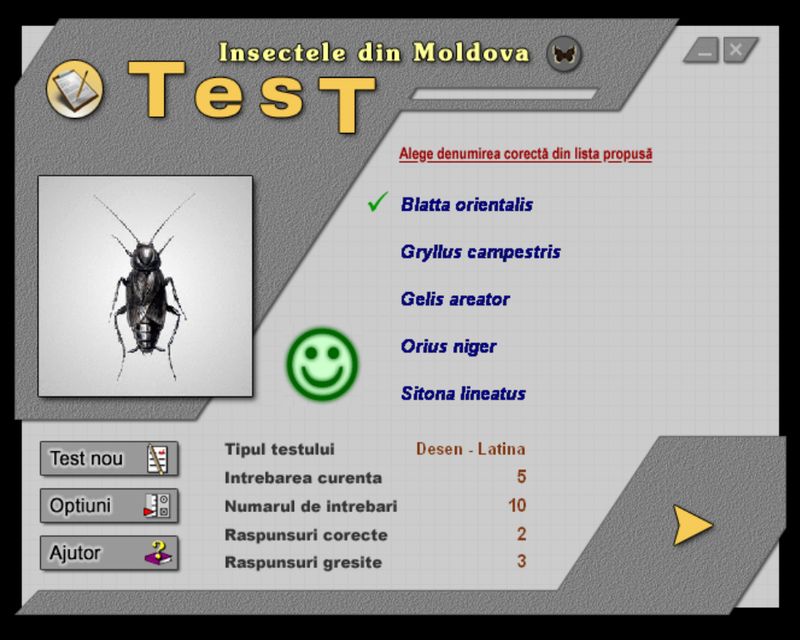 Insectele din Moldova
TesT
Alege denumirea corectă din lista propusă
Blatta orientalis
Gryllus campestris
Gelis areator
Orius niger
Sitona lineatus
Test nou
Optiuni
Ajutor
Tipul testului Desen - Latina
Intrebarea curenta 5
Numarul de intrebari 10
Raspunsuri corecte 2
Raspunsuri gresite 3